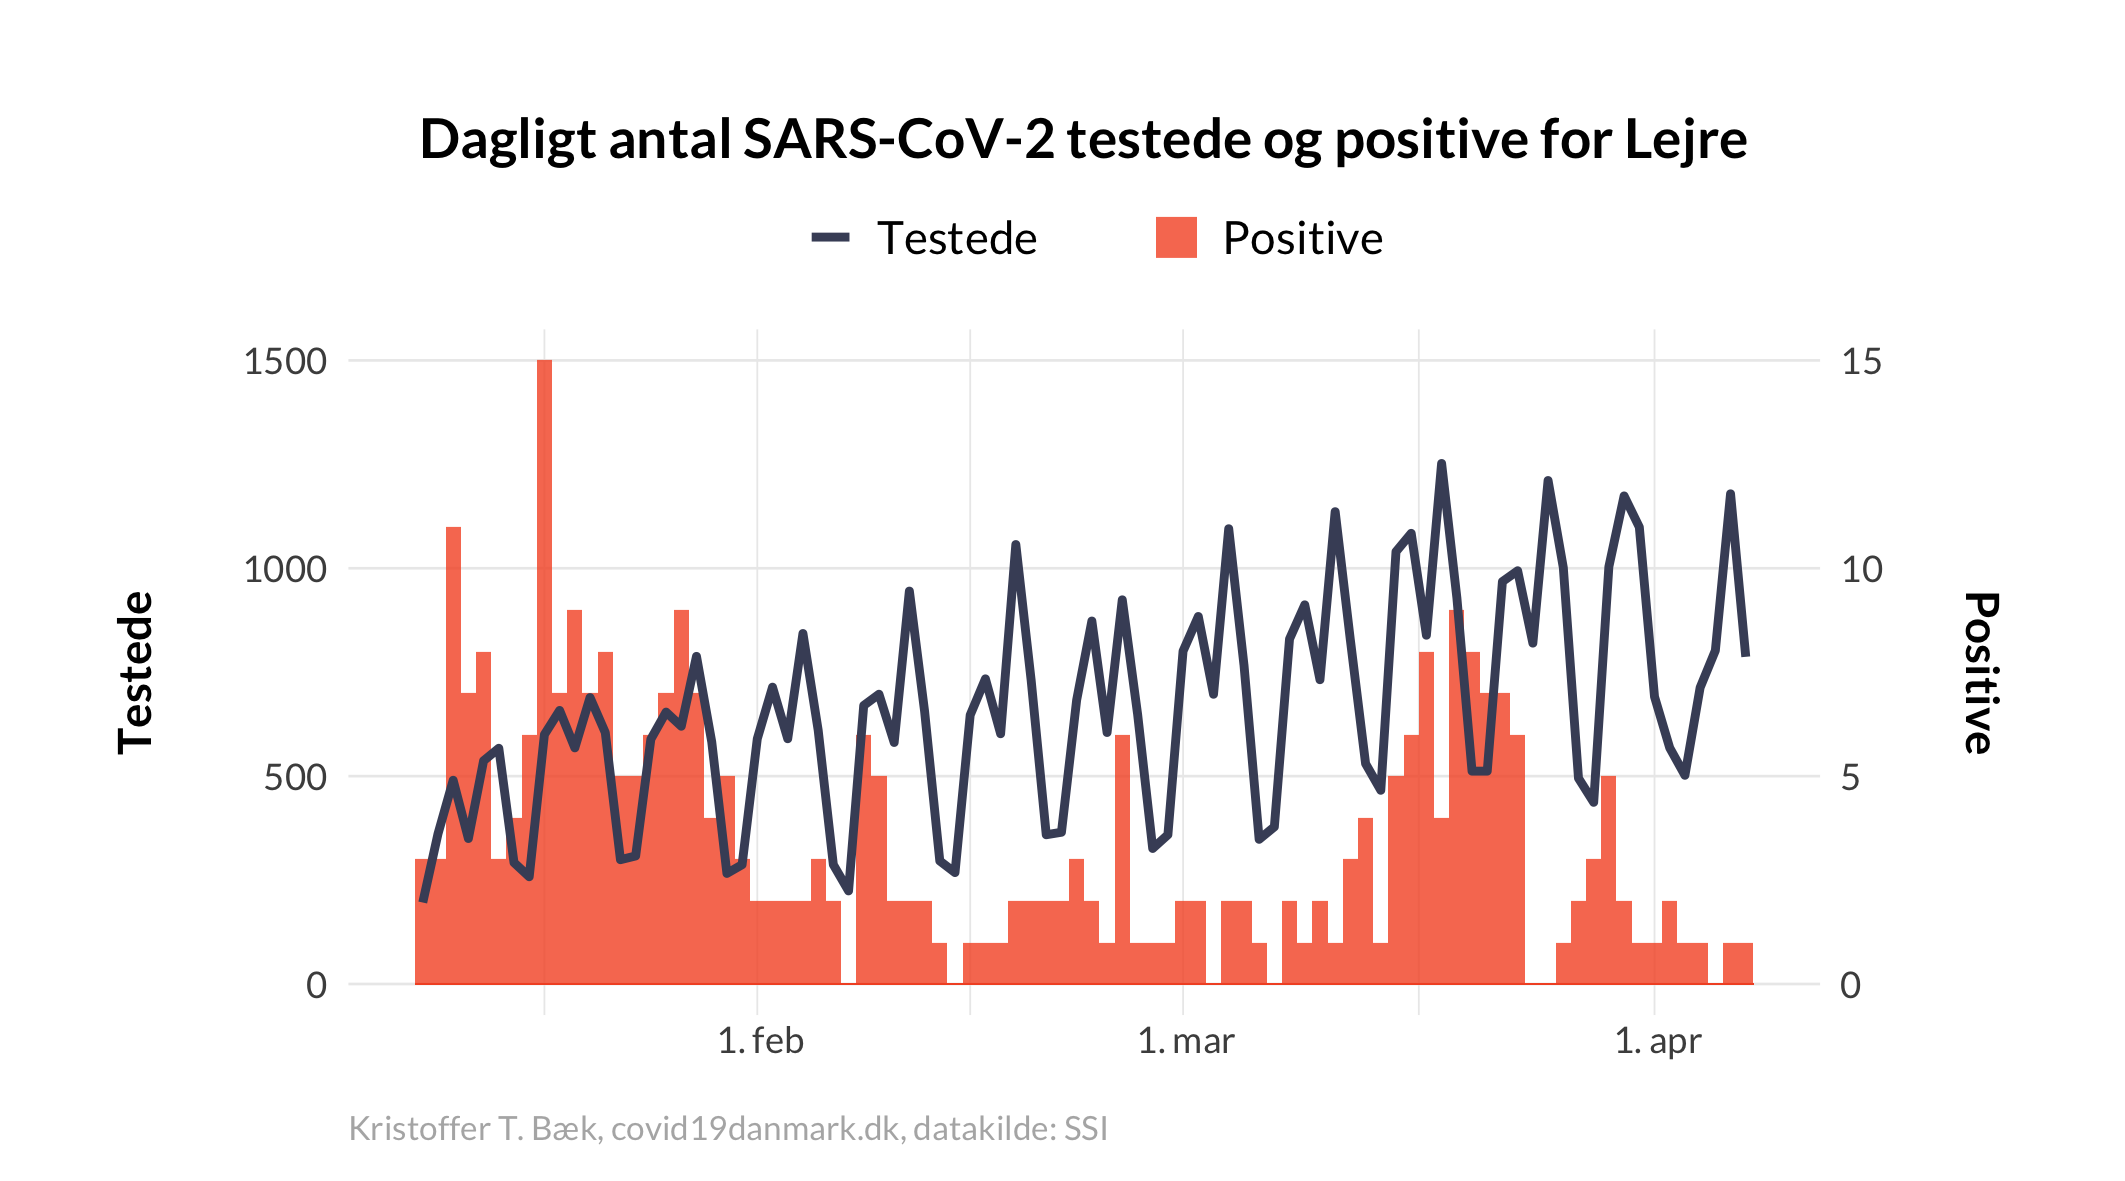 Dagligt antal SARS-CoV-2 testede og positive for Lejre
Testede
Positive
1500
1000
500
0
Testede
15
10
5
0
Positive
1. feb
1. mar
1. apr
Kristoffer T. Bæk, covid19danmark.dk, datakilde: SSI